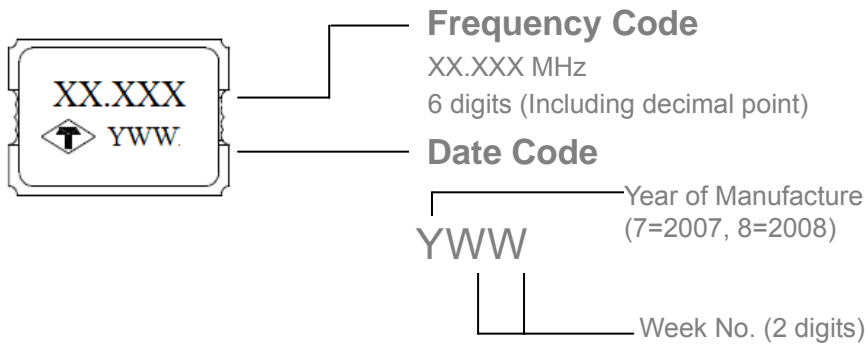 XX.XXX
YWW.
Frequency Code
XX.XXX MHz
6 digits (Including decimal point)
Date Code
Year of Manufacture
(7=2007, 8=2008)
YWW
Week No. (2 digits)